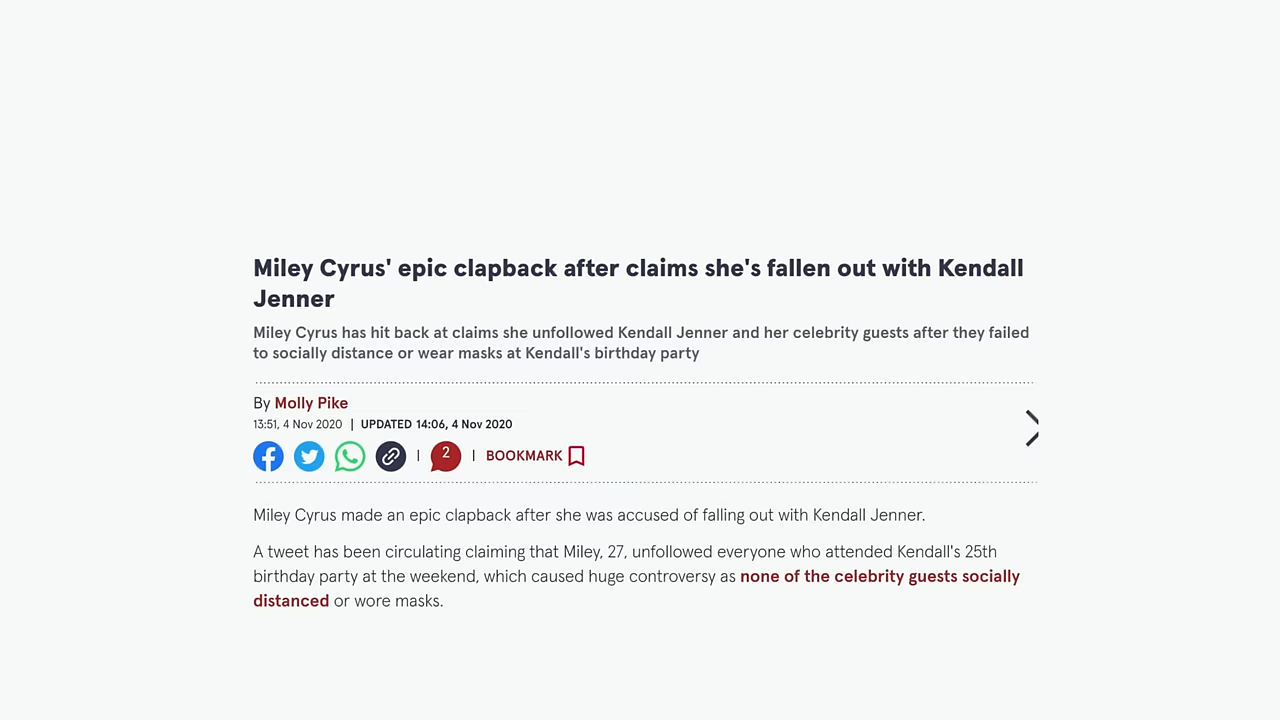 Miley Cyrus' epic clapback after claims she's fallen out with Kendall
Jenner
Miley Cyrus has hit back at claims she unfollowed Kendall Jenner and her celebrity guests after they failed
to socially distance or wear masks at Kendall's birthday party
By Molly Pike
13:51, 4 Nov 2020 | UPDATED 14:06, 4 Nov 2020
| 2 | BOOKMARK
Miley Cyrus made an epic clapback after she was accused of falling out with Kendall Jenner.
A tweet has been circulating claiming that Miley, 27, unfollowed everyone who attended Kendall's 25th
birthday party at the weekend, which caused huge controversy as none of the celebrity guests socially
distanced or wore masks.